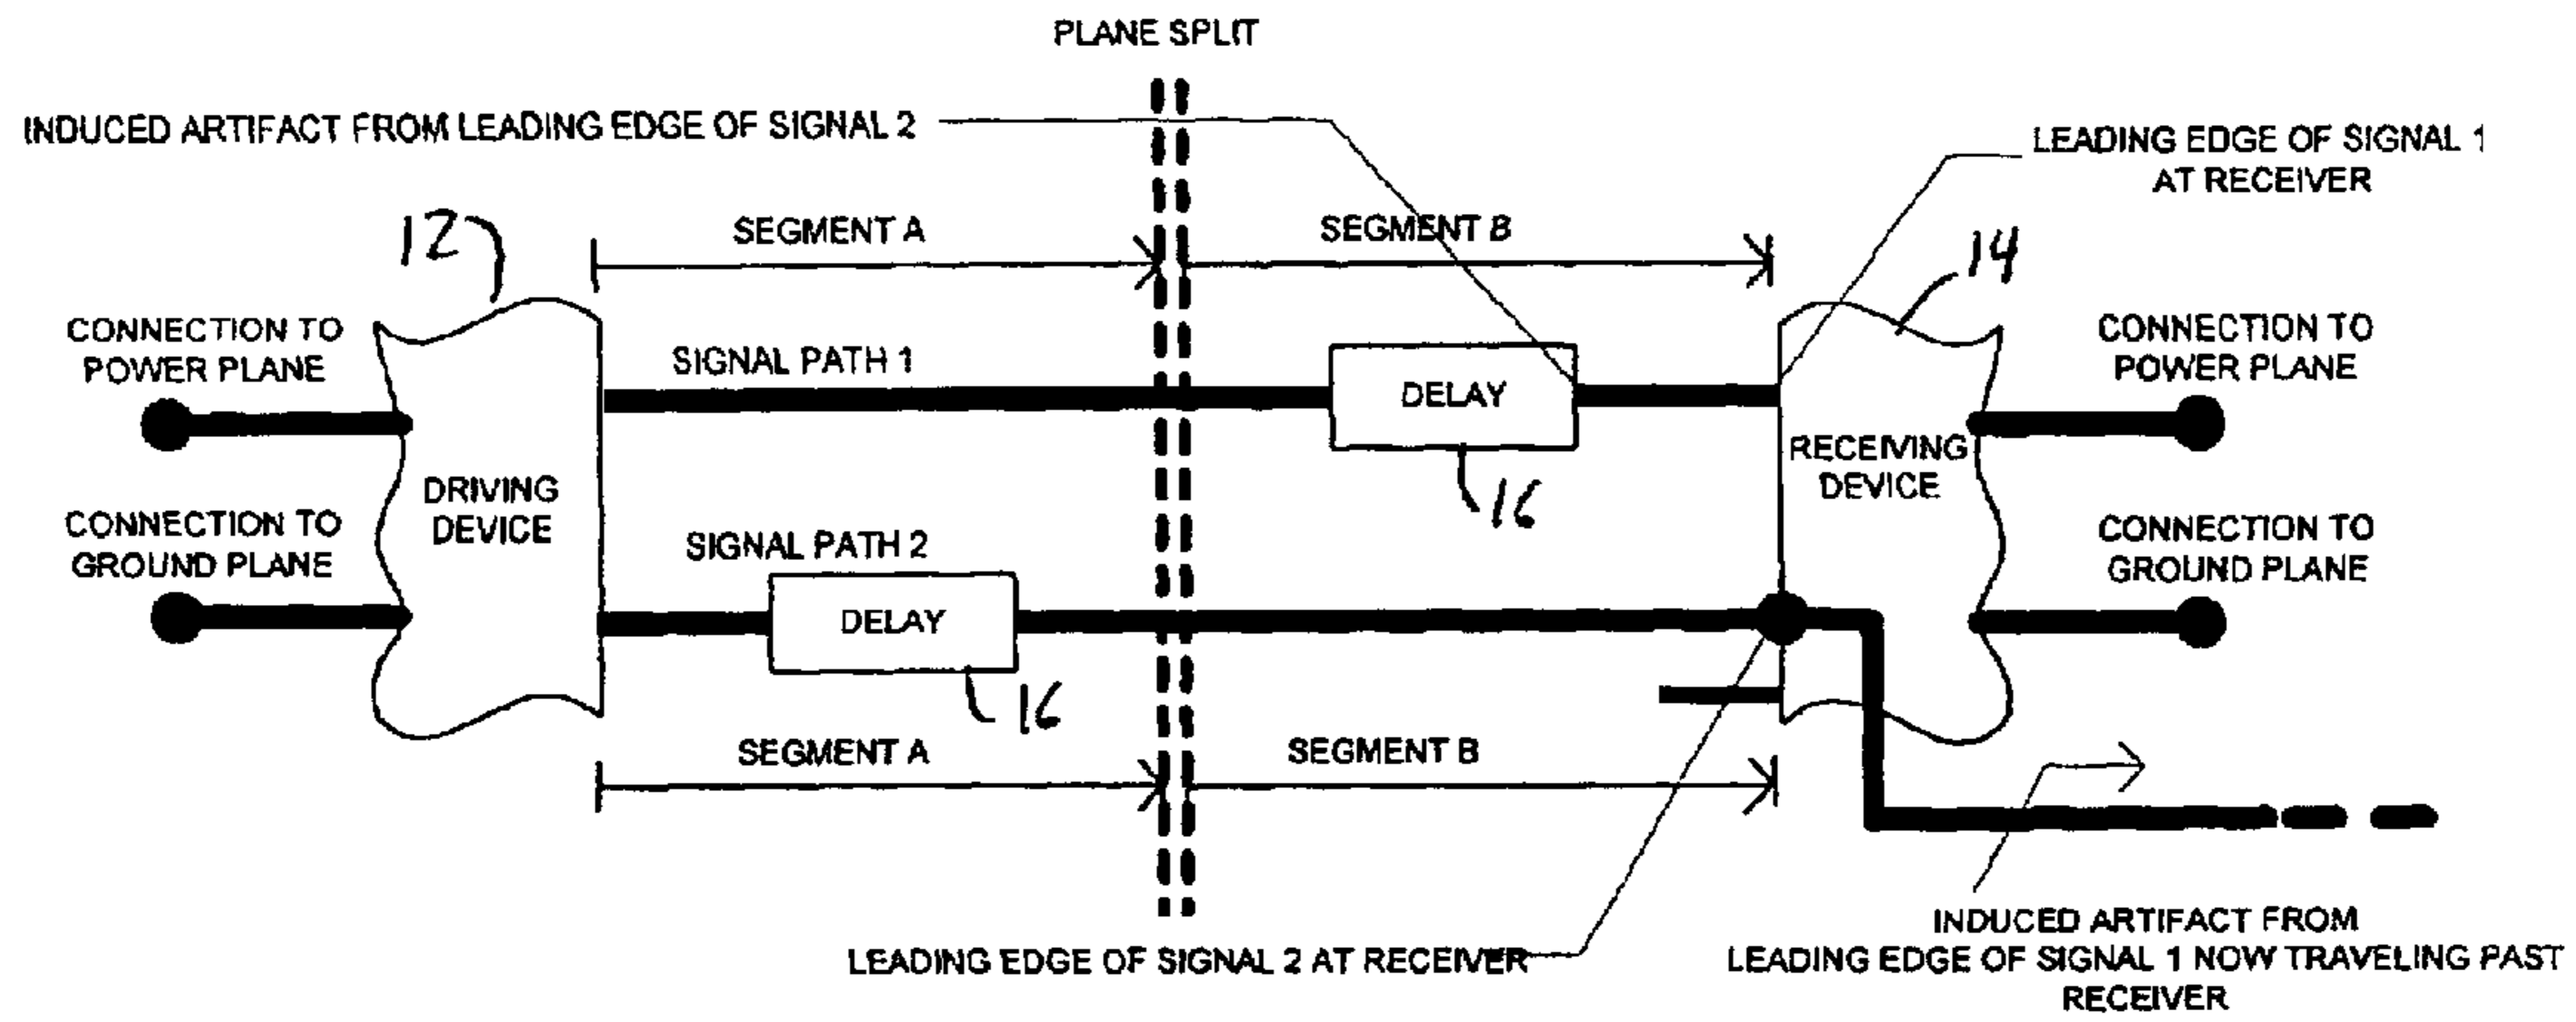 PLANE SPLIT
INDUCED ARTIFACT FROM LEADING EDGE OF SIGNAL 2
LEADING EDGE OF SIGNAL 1
AT RECEIVER
12
SEGMENT A
SEGMENT B
14
CONNECTION TO
POWER PLANE
SIGNAL PATH 1
DELAY
CONNECTION TO
POWER PLANE
RECEIVING
DEVICE
DRIVING
DEVICE
16
CONNECTION TO
GROUND PLANE
SIGNAL PATH 2
CONNECTION TO
GROUND PLANE
DELAY
16
SEGMENT A
SEGMENT B
LEADING EDGE OF SIGNAL 2 AT RECEIVER
INDUCED ARTIFACT FROM
LEADING EDGE OF SIGNAL 1 NOW TRAVELING PAST
RECEIVER